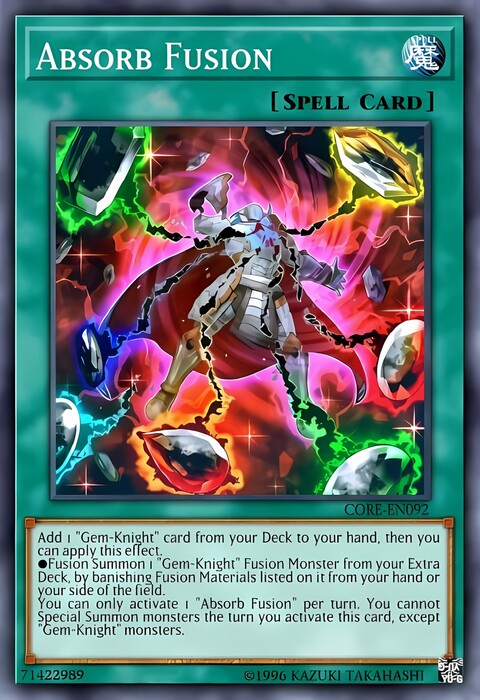 ABSORB FUSION
魔
[SPELL CARD]
CORE-EN092
Add 1 "Gem-Knight" card from your Deck to your hand, then you
can apply this effect.
●Fusion Summon 1 "Gem-Knight" Fusion Monster from your Extra
Deck, by banishing Fusion Materials listed on it from your hand or
your side of the field.
You can only activate 1 "Absorb Fusion" per turn. You cannot
Special Summon monsters the turn you activate this card, except
"Gem-Knight" monsters.
71422989
©1996 KAZUKI TAKAHASHI